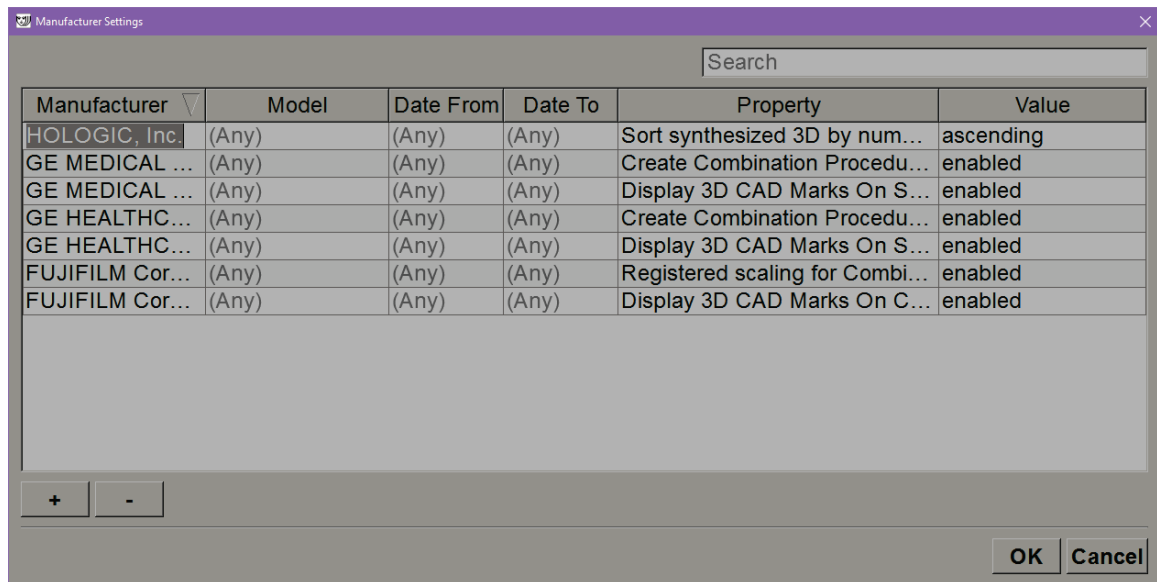 Manufacturer Settings
Search
Manufacturer Model Date From Date To Property Value
HOLOGIC, Inc. (Any) (Any) (Any) Sort synthesized 3D by num... ascending
GE MEDICAL ... (Any) (Any) (Any) Create Combination Procedu... enabled
GE MEDICAL ... (Any) (Any) (Any) Display 3D CAD Marks On S... enabled
GE HEALTHC... (Any) (Any) (Any) Create Combination Procedu... enabled
GE HEALTHC... (Any) (Any) (Any) Display 3D CAD Marks On S... enabled
FUJIFILM Cor... (Any) (Any) (Any) Registered scaling for Combi... enabled
FUJIFILM Cor... (Any) (Any) (Any) Display 3D CAD Marks On C... enabled
+ -
OK Cancel